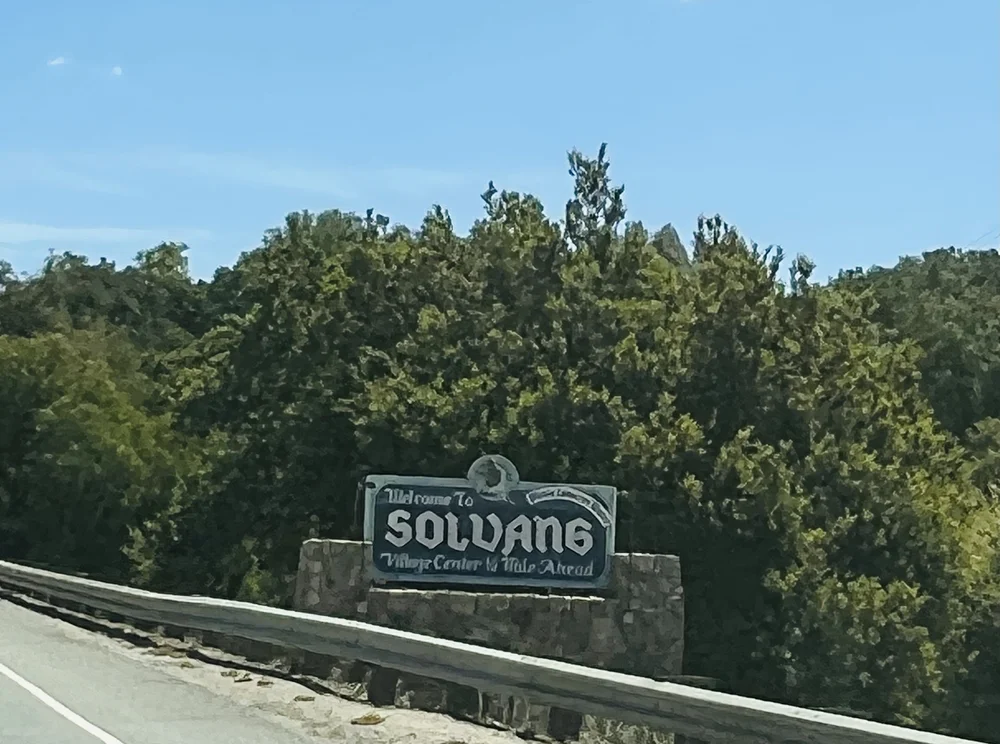 Welcome To
SOLVANG
Village Center ½ Mile Ahead